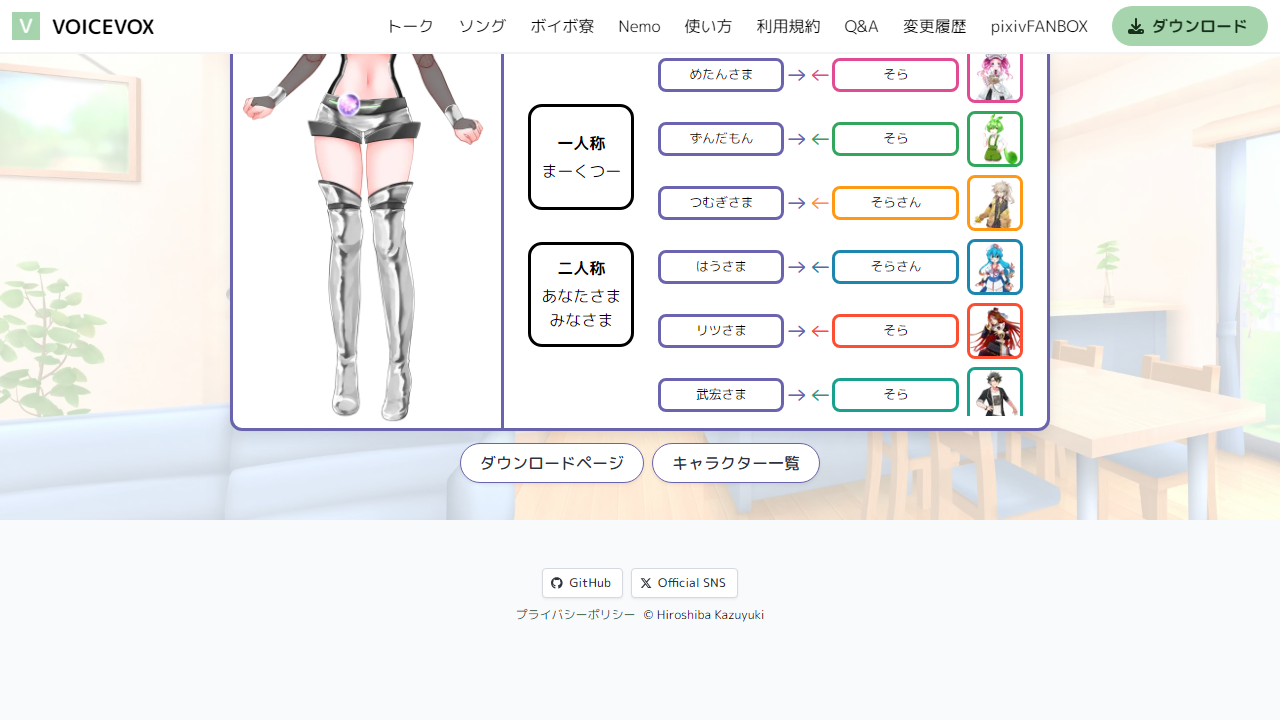 V VOICEVOX トーク ソング ボイボ寮 Nemo 使い方 利用規約 Q&A 変更履歴 pixivFANBOX ダウンロード
めたんさま → ← そら
一人称
まーくつー
ずんだもん → ← そら
つむぎさま → ← そらさん
二人称
あなたさま
みなさま
はうさま → ← そらさん
リツさま → ← そら
武宏さま → ← そら
ダウンロードページ キャラクター一覧
GitHub Official SNS
プライバシーポリシー © Hiroshiba Kazuyuki